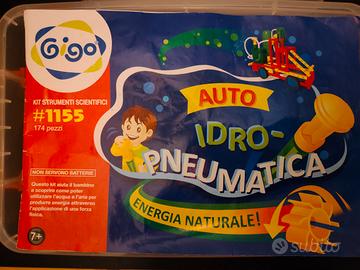 Gigo
KIT STRUMENTI SCIENTIFICI
#1155
174 pezzi
AUTO
IDRO-
PNEUMATICA
ENERGIA NATURALE!
NON SERVONO BATTERIE
Questo kit aiuta il bambino
a scoprire come poter
utilizzare l'acqua e l'aria per
produrre energia attraverso
l'applicazione di una forza
fisica.
7+
subito